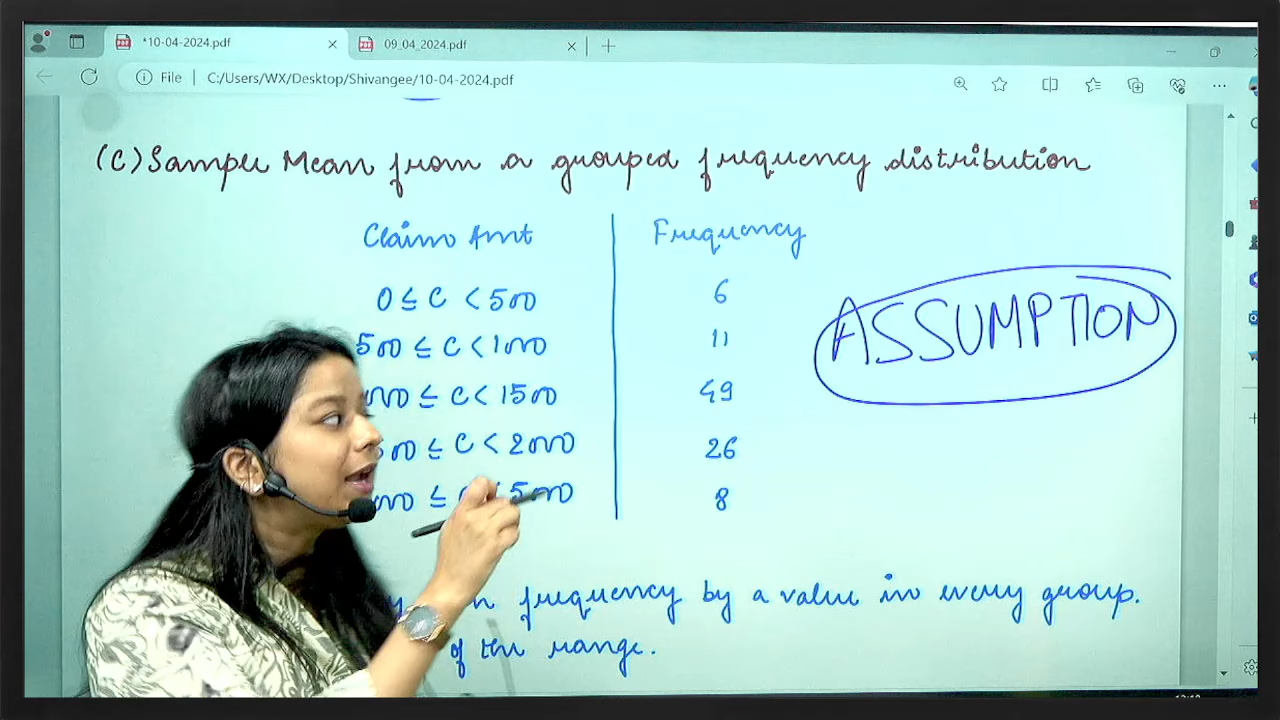 *10-04-2024.pdf
09_04_2024.pdf
File | C:/Users/WX/Desktop/Shivangee/10-04-2024.pdf
(C) Sample Mean from a grouped frequency distribution
Claim Amt Frequency
0 ≤ C < 500 6
500 ≤ C < 1000 11
≤ C < 1500 49
≤ C < 2000 26
≤ < 5000 8
ASSUMPTION
frequency by a value in every group.
of the range.